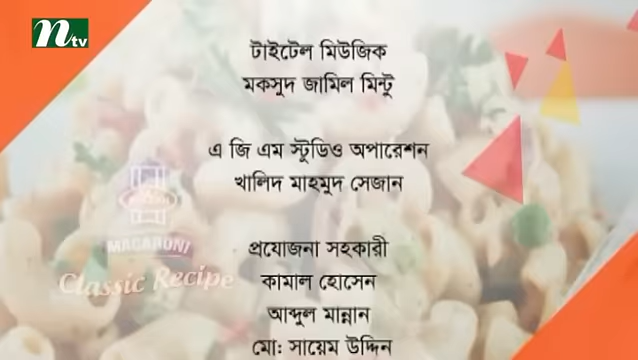 ntv
টাইটেল মিউজিক
মকসুদ জামিল মিন্টু
এ জি এম স্টুডিও অপারেশন
খালিদ মাহমুদ সেজান
MACARONI
Classic Recipe
প্রযোজনা সহকারী
কামাল হোসেন
আব্দুল মান্নান
মো: সায়েম উদ্দিন